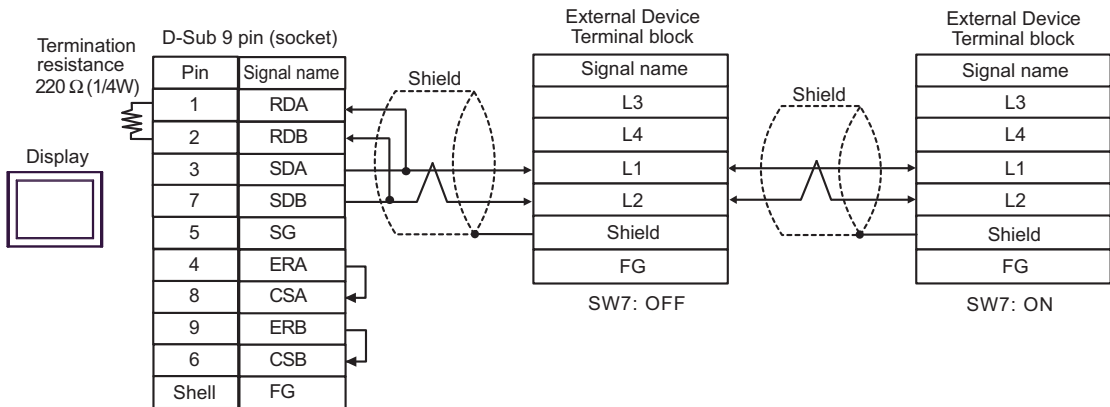 Termination
resistance
220 Ω (1/4W)
Display
D-Sub 9 pin (socket)
Pin Signal name
1 RDA
2 RDB
3 SDA
7 SDB
5 SG
4 ERA
8 CSA
9 ERB
6 CSB
Shell FG
Shield
External Device
Terminal block
Signal name
L3
L4
L1
L2
Shield
FG
SW7: OFF
Shield
External Device
Terminal block
Signal name
L3
L4
L1
L2
Shield
FG
SW7: ON